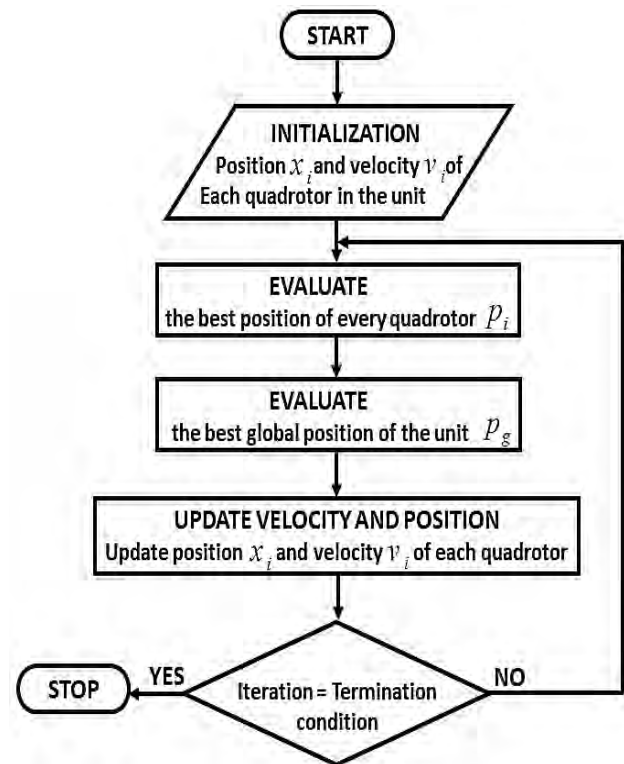 START
INITIALIZATION
Position x_i and velocity v_i of
Each quadrotor in the unit
EVALUATE
the best position of every quadrotor p_i
EVALUATE
the best global position of the unit p_g
UPDATE VELOCITY AND POSITION
Update position x_i and velocity v_i of each quadrotor
STOP
YES
Iteration = Termination
condition
NO